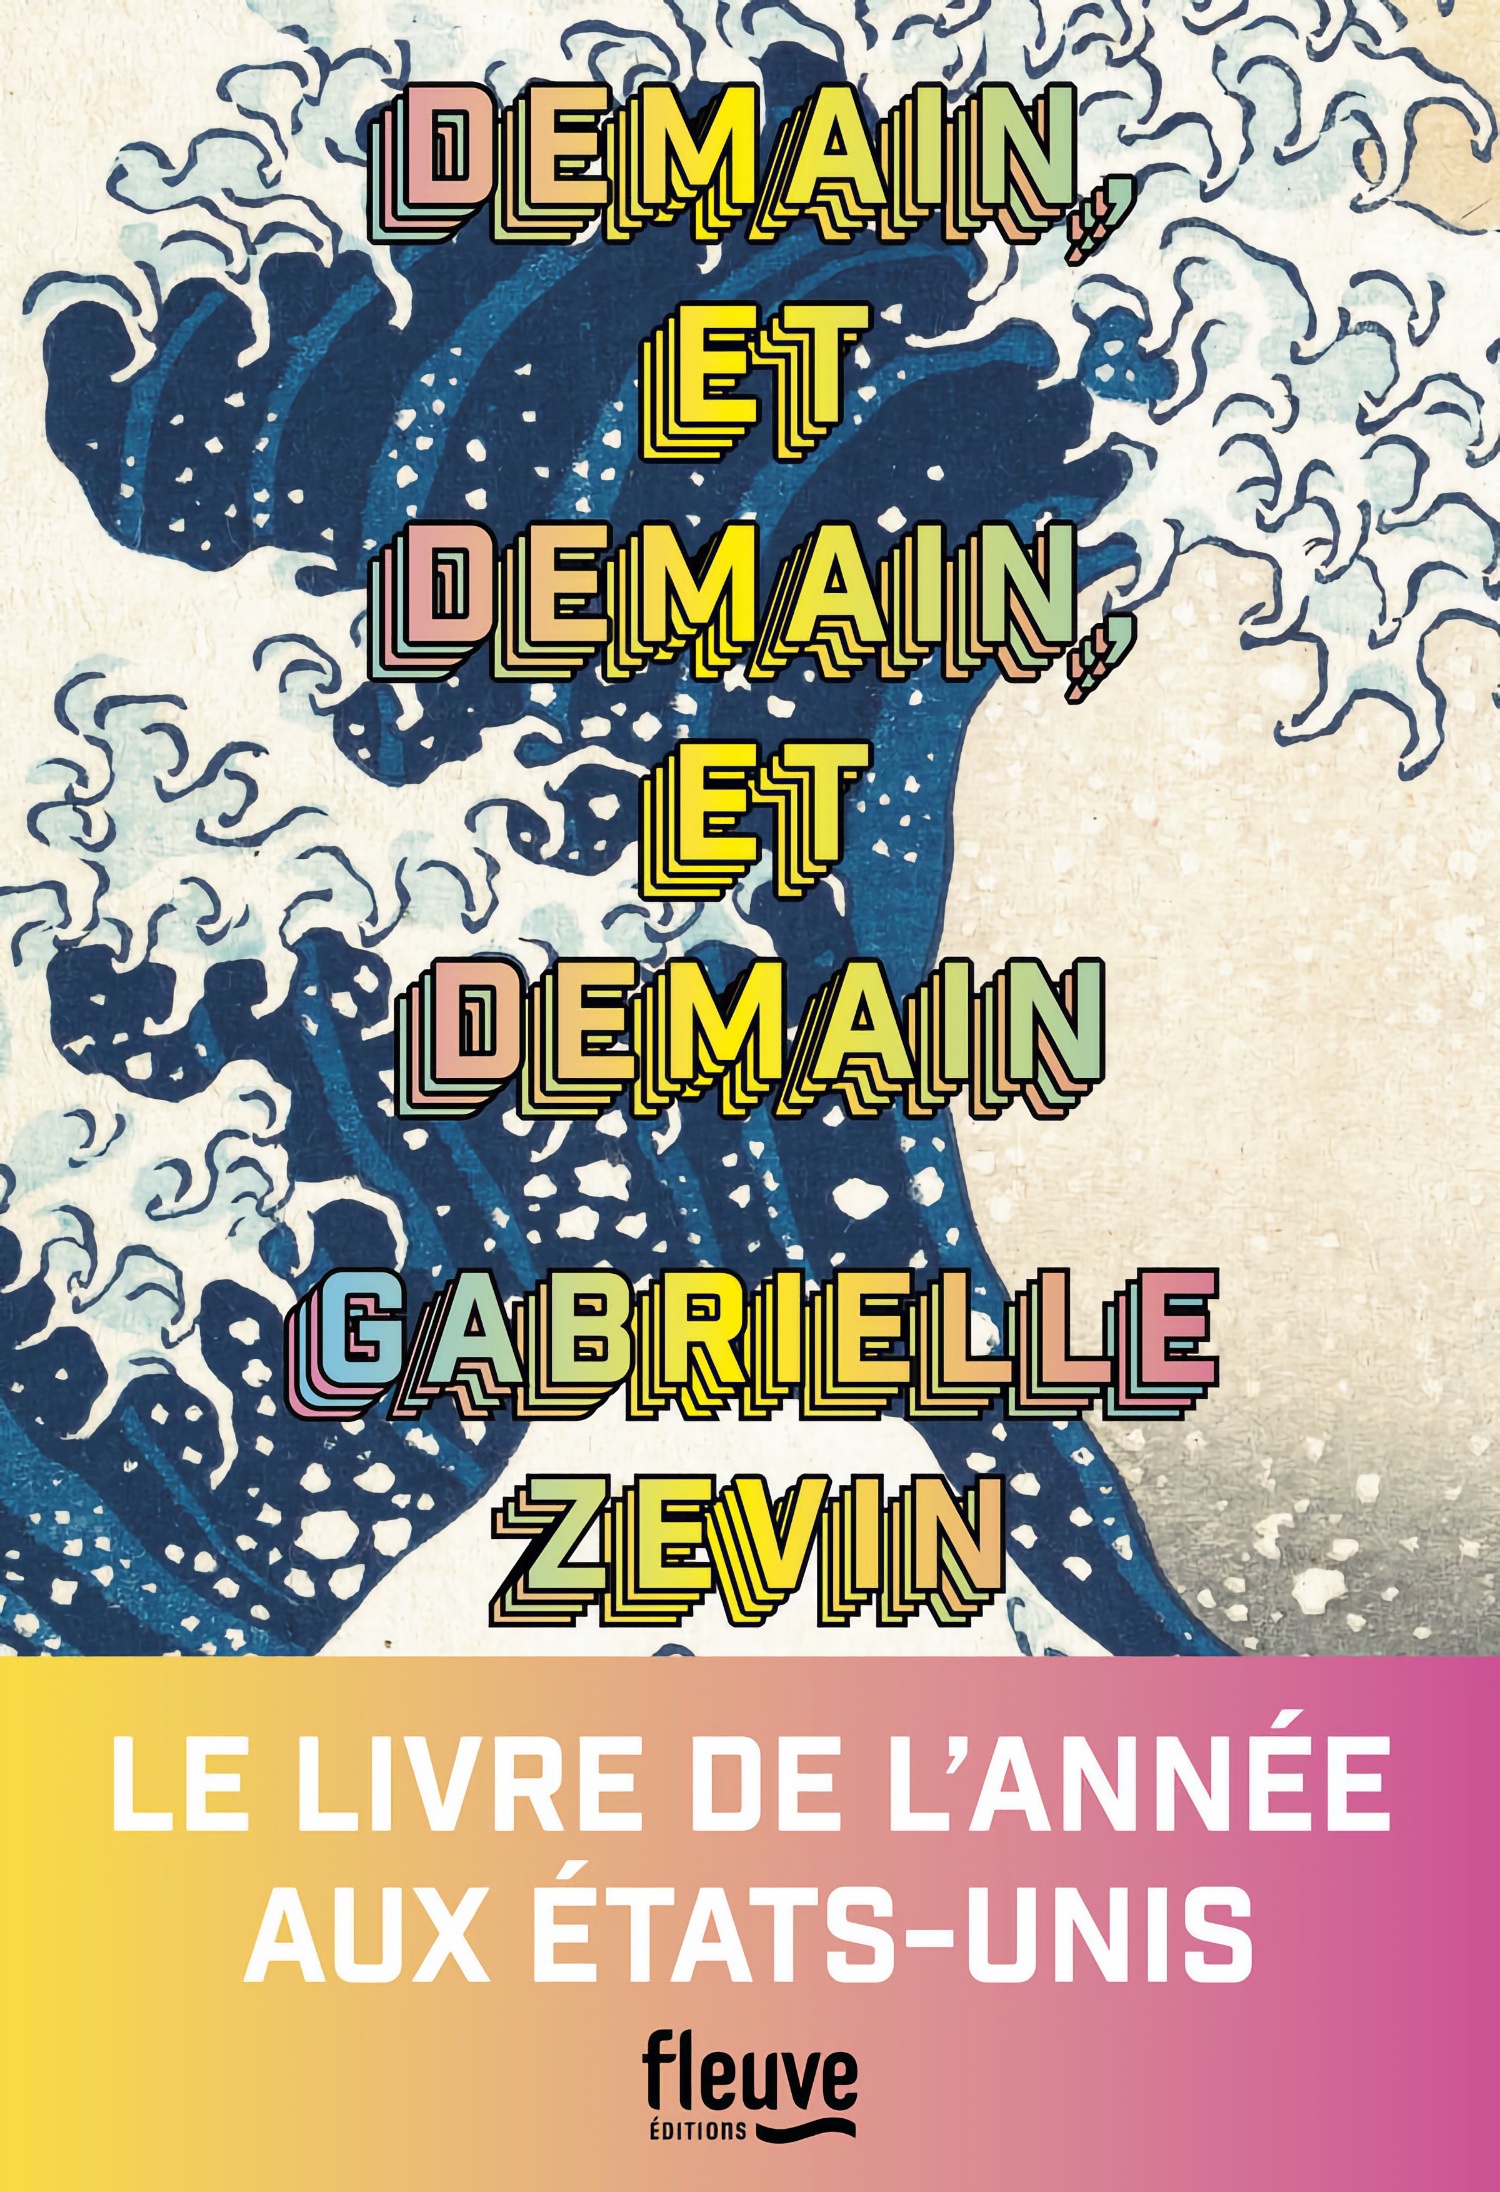 DEMAIN,
ET
DEMAIN,
ET
DEMAIN
GABRIELLE
ZEVIN
LE LIVRE DE L'ANNÉE
AUX ÉTATS-UNIS
fleuve
ÉDITIONS